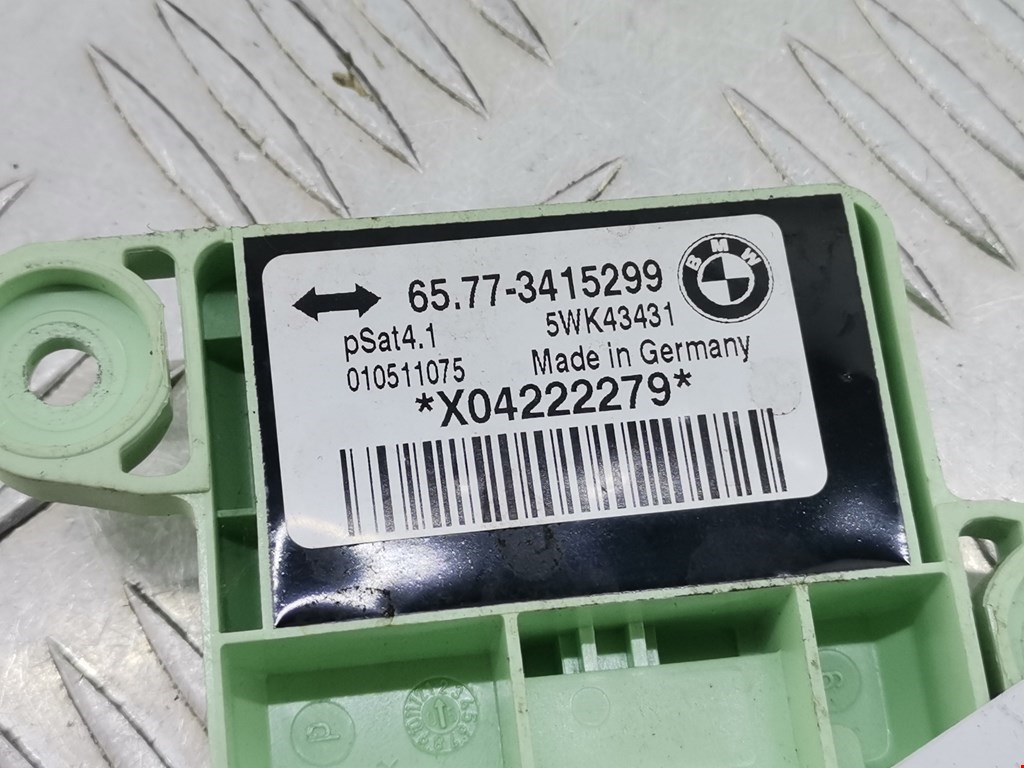 65.77-3415299
BMW
pSat4.1
5WK43431
010511075
Made in Germany
*X04222279*